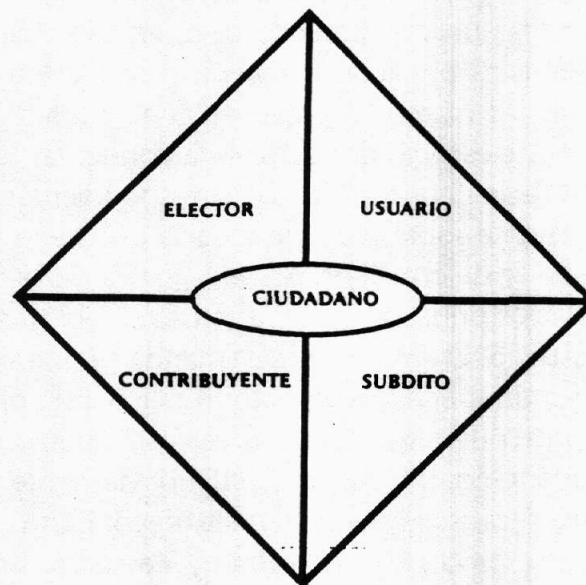 ELECTOR
USUARIO
CIUDADANO
CONTRIBUYENTE
SUBDITO